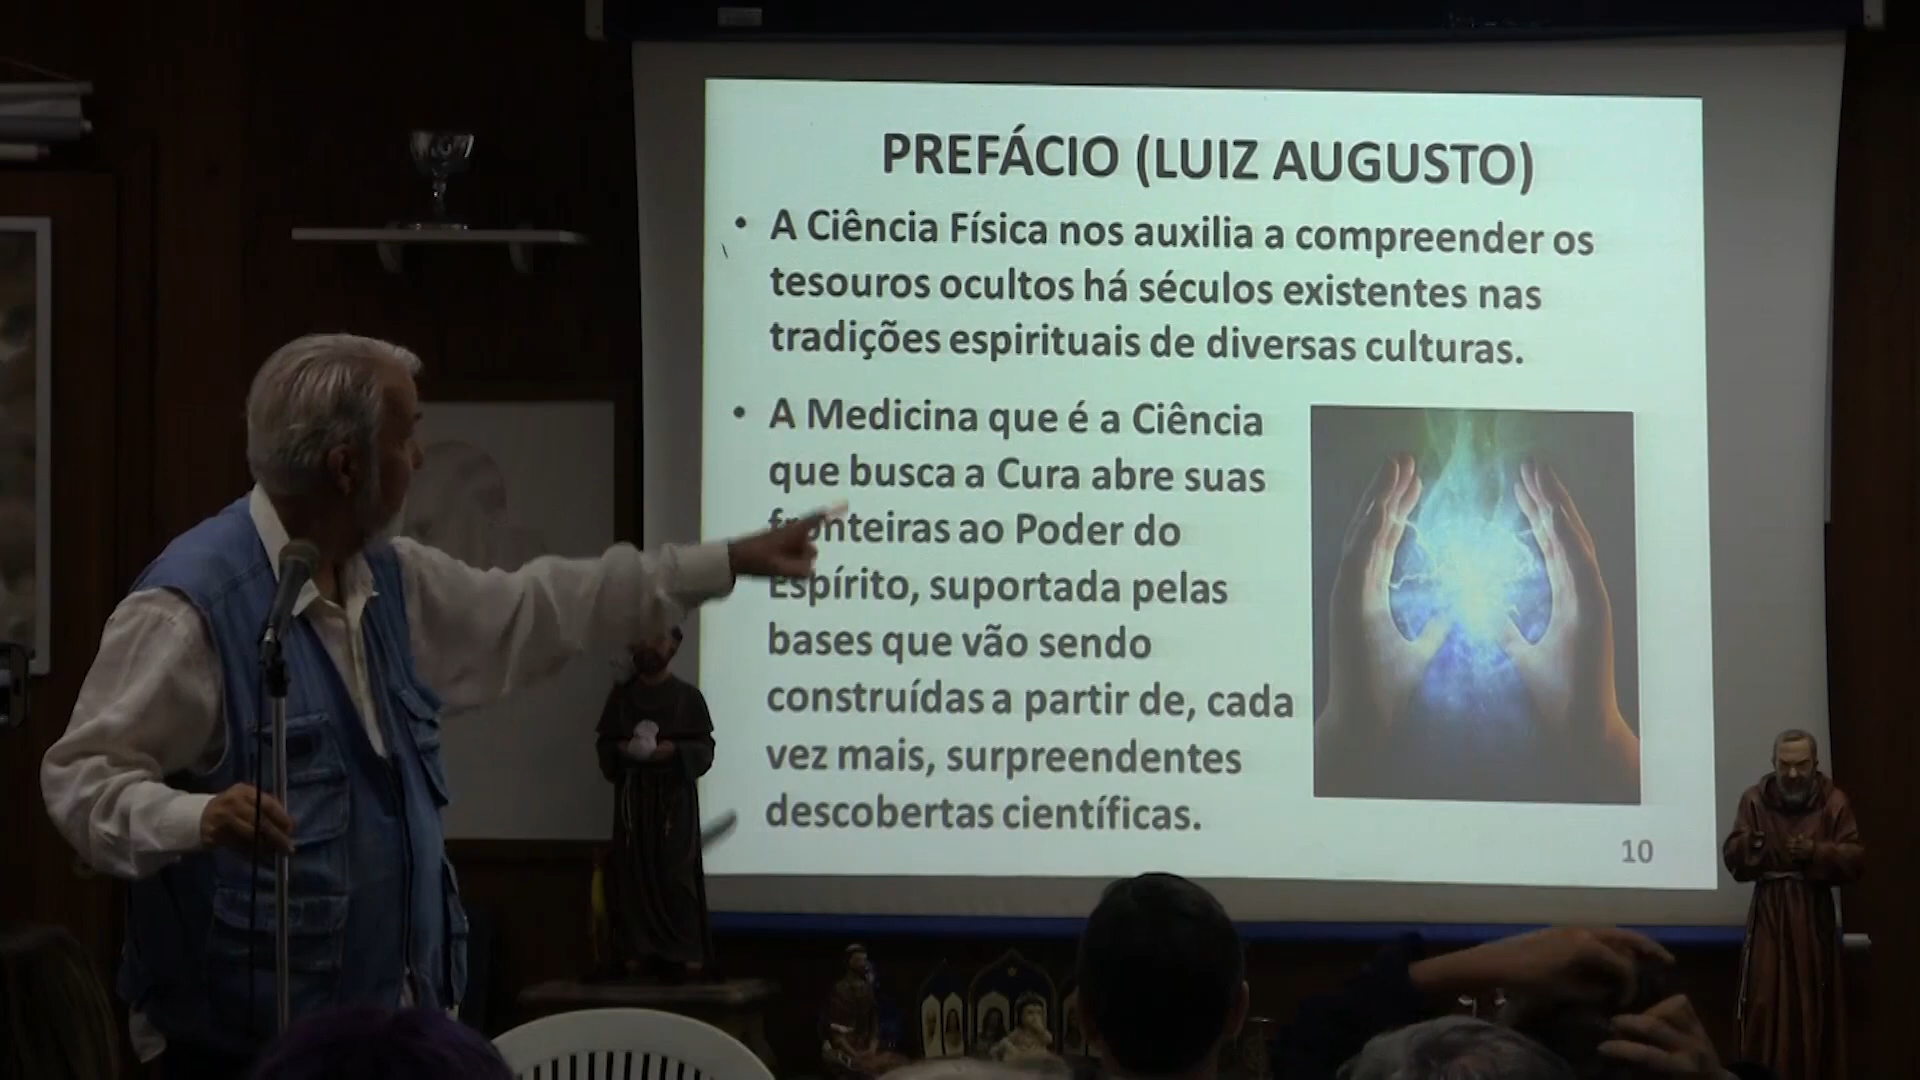 PREFÁCIO (LUIZ AUGUSTO)
• A Ciência Física nos auxilia a compreender os
tesouros ocultos há séculos existentes nas
tradições espirituais de diversas culturas.
• A Medicina que é a Ciência
que busca a Cura abre suas
fronteiras ao Poder do
Espírito, suportada pelas
bases que vão sendo
construídas a partir de, cada
vez mais, surpreendentes
descobertas científicas.
10